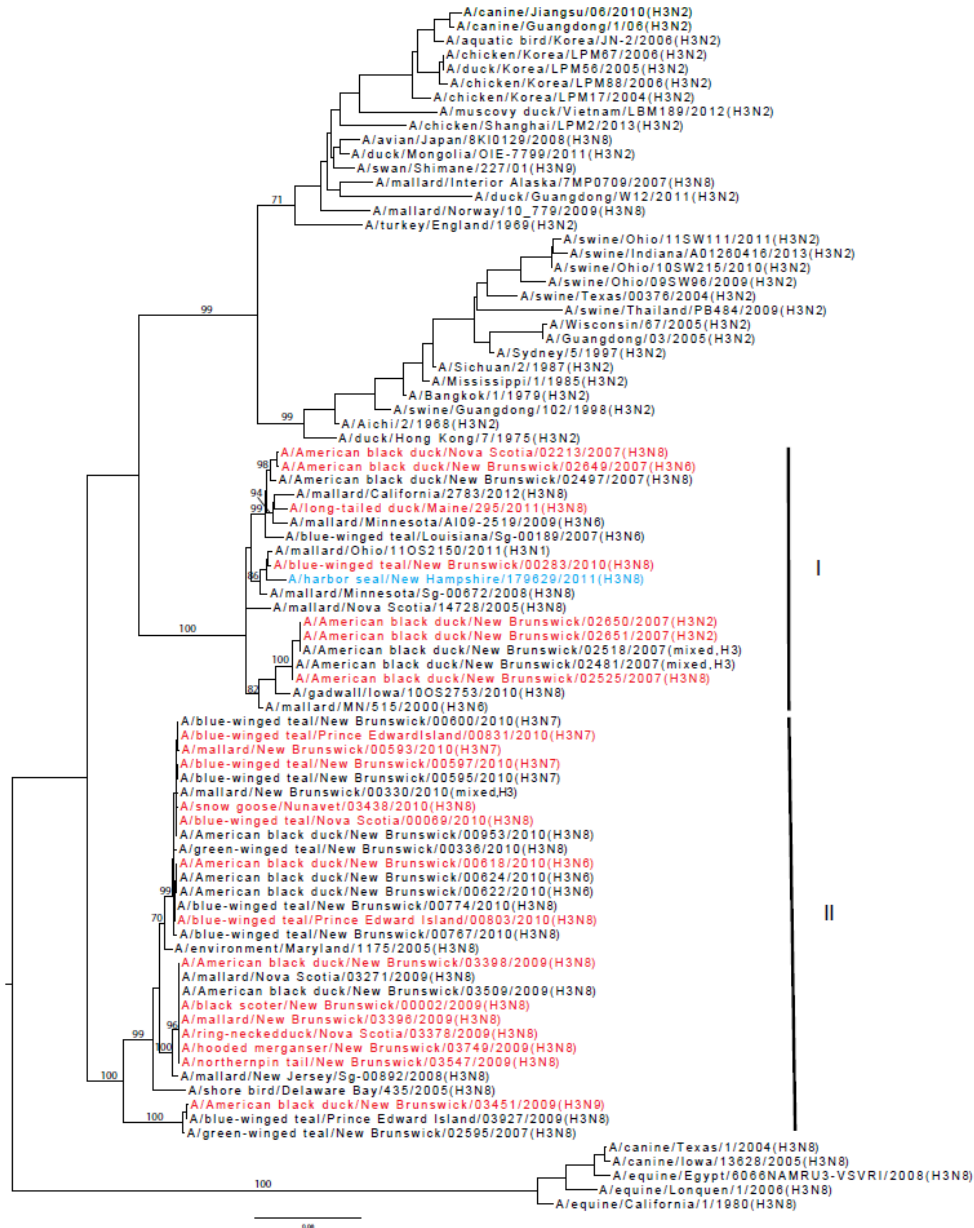 A/canine/Jiangsu/06/2010(H3N2)
A/canine/Guangdong/1/06(H3N2)
A/aquatic bird/Korea/JN-2/2006(H3N2)
A/chicken/Korea/LPM67/2006(H3N2)
A/duck/Korea/LPM56/2005(H3N2)
A/chicken/Korea/LPM88/2006(H3N2)
A/chicken/Korea/LPM17/2004(H3N2)
A/muscovy duck/Vietnam/LBM189/2012(H3N2)
A/chicken/Shanghai/LPM2/2013(H3N2)
A/avian/Japan/8KI0129/2008(H3N8)
A/duck/Mongolia/OIE-7799/2011(H3N2)
A/swan/Shimane/227/01(H3N9)
A/mallard/Interior Alaska/7MP0709/2007(H3N8)
A/duck/Guangdong/W12/2011(H3N2)
71
A/mallard/Norway/10_779/2009(H3N8)
A/turkey/England/1969(H3N2)
A/swine/Ohio/11SW111/2011(H3N2)
A/swine/Indiana/A01260416/2013(H3N2)
A/swine/Ohio/10SW215/2010(H3N2)
A/swine/Ohio/09SW96/2009(H3N2)
A/swine/Texas/00376/2004(H3N2)
99
A/swine/Thailand/PB484/2009(H3N2)
A/Wisconsin/67/2005(H3N2)
A/Guangdong/03/2005(H3N2)
A/Sydney/5/1997(H3N2)
A/Sichuan/2/1987(H3N2)
A/Mississippi/1/1985(H3N2)
A/Bangkok/1/1979(H3N2)
A/swine/Guangdong/102/1998(H3N2)
99
A/Aichi/2/1968(H3N2)
A/duck/Hong Kong/7/1975(H3N2)
A/American black duck/Nova Scotia/02213/2007(H3N8)
98
A/American black duck/New Brunswick/02649/2007(H3N6)
A/American black duck/New Brunswick/02497/2007(H3N8)
94
A/mallard/California/2783/2012(H3N8)
99
A/long-tailed duck/Maine/295/2011(H3N8)
A/mallard/Minnesota/AI09-2519/2009(H3N6)
A/blue-winged teal/Louisiana/Sg-00189/2007(H3N6)
A/mallard/Ohio/11OS2150/2011(H3N1)
A/blue-winged teal/New Brunswick/00283/2010(H3N8)
I
86
A/harbor seal/New Hampshire/179629/2011(H3N8)
A/mallard/Minnesota/Sg-00672/2008(H3N8)
A/mallard/Nova Scotia/14728/2005(H3N8)
A/American black duck/New Brunswick/02650/2007(H3N2)
100
A/American black duck/New Brunswick/02651/2007(H3N2)
A/American black duck/New Brunswick/02518/2007(mixed,H3)
100
A/American black duck/New Brunswick/02481/2007(mixed,H3)
A/American black duck/New Brunswick/02525/2007(H3N8)
82
A/gadwall/Iowa/10OS2753/2010(H3N8)
A/mallard/MN/515/2000(H3N6)
A/blue-winged teal/New Brunswick/00600/2010(H3N7)
A/blue-winged teal/Prince EdwardIsland/00831/2010(H3N7)
A/mallard/New Brunswick/00593/2010(H3N7)
A/blue-winged teal/New Brunswick/00597/2010(H3N7)
A/blue-winged teal/New Brunswick/00595/2010(H3N7)
A/mallard/New Brunswick/00330/2010(mixed,H3)
A/snow goose/Nunavet/03438/2010(H3N8)
A/blue-winged teal/Nova Scotia/00069/2010(H3N8)
A/American black duck/New Brunswick/00953/2010(H3N8)
A/green-winged teal/New Brunswick/00336/2010(H3N8)
A/American black duck/New Brunswick/00618/2010(H3N6)
A/American black duck/New Brunswick/00624/2010(H3N6)
99
A/American black duck/New Brunswick/00622/2010(H3N6)
A/blue-winged teal/New Brunswick/00774/2010(H3N8)
II
70
A/blue-winged teal/Prince Edward Island/00803/2010(H3N8)
A/blue-winged teal/New Brunswick/00767/2010(H3N8)
A/environment/Maryland/1175/2005(H3N8)
A/American black duck/New Brunswick/03398/2009(H3N8)
A/mallard/Nova Scotia/03271/2009(H3N8)
A/American black duck/New Brunswick/03509/2009(H3N8)
A/black scoter/New Brunswick/00002/2009(H3N8)
96
A/mallard/New Brunswick/03396/2009(H3N8)
99
A/ring-neckedduck/Nova Scotia/03378/2009(H3N8)
100
A/hooded merganser/New Brunswick/03749/2009(H3N8)
A/northernpin tail/New Brunswick/03547/2009(H3N8)
100
A/mallard/New Jersey/Sg-00892/2008(H3N8)
A/shore bird/Delaware Bay/435/2005(H3N8)
A/American black duck/New Brunswick/03451/2009(H3N9)
100
A/blue-winged teal/Prince Edward Island/03927/2009(H3N8)
A/green-winged teal/New Brunswick/02595/2007(H3N8)
A/canine/Texas/1/2004(H3N8)
A/canine/Iowa/13628/2005(H3N8)
A/equine/Egypt/6066NAMRU3-VSVRI/2008(H3N8)
100
A/equine/Lonquen/1/2006(H3N8)
A/equine/California/1/1980(H3N8)